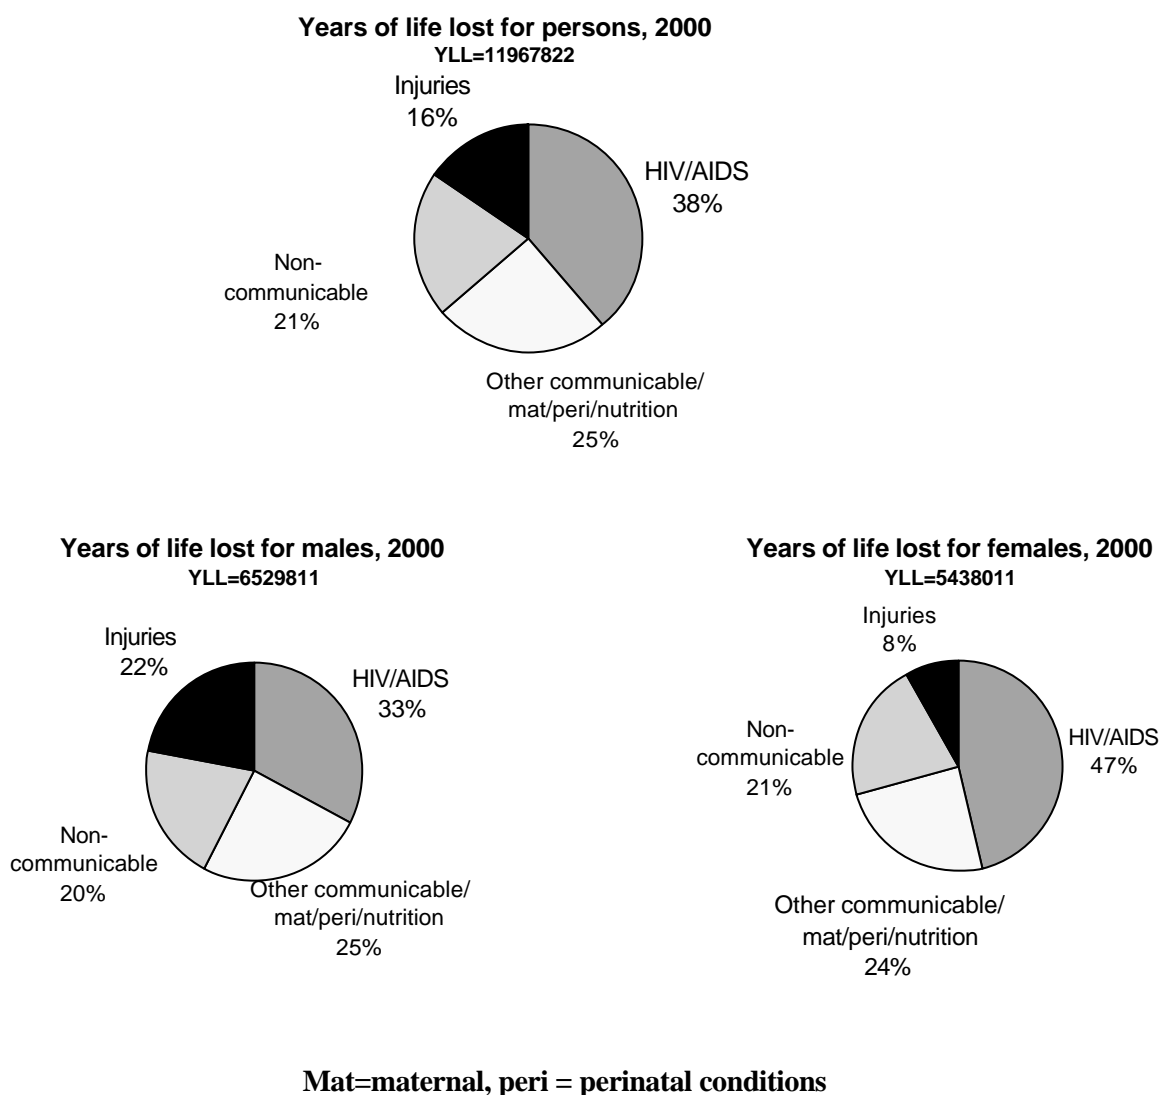 Years of life lost for persons, 2000
YLL=11967822
Injuries
16%
HIV/AIDS
38%
Non-
communicable
21%
Other communicable/
mat/peri/nutrition
25%
Years of life lost for males, 2000
YLL=6529811
Injuries
22%
HIV/AIDS
33%
Non-
communicable
20%
Other communicable/
mat/peri/nutrition
25%
Years of life lost for females, 2000
YLL=5438011
Injuries
8%
HIV/AIDS
47%
Non-
communicable
21%
Other communicable/
mat/peri/nutrition
24%
Mat=maternal, peri = perinatal conditions